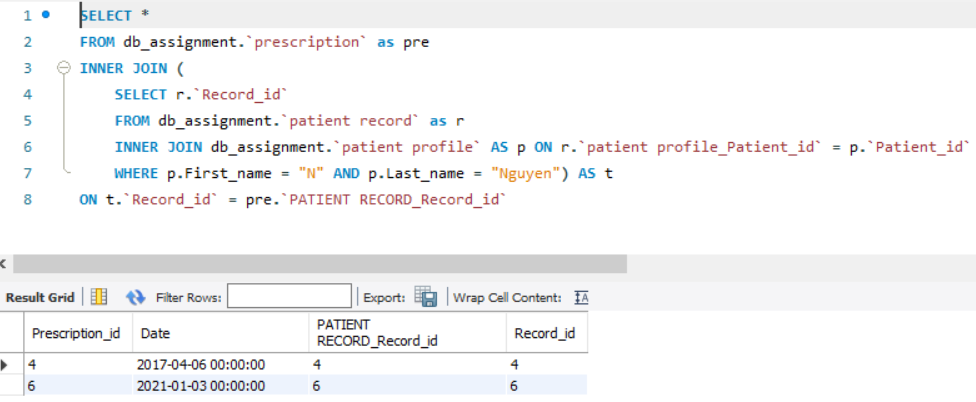 1 SELECT *
2 FROM db_assignment.`prescription` as pre
3 INNER JOIN (
4 SELECT r.`Record_id`
5 FROM db_assignment.`patient record` as r
6 INNER JOIN db_assignment.`patient profile` AS p ON r.`patient profile_Patient_id` = p.`Patient_id`
7 WHERE p.First_name = "N" AND p.Last_name = "Nguyen") AS t
8 ON t.`Record_id` = pre.`PATIENT RECORD_Record_id`
Result Grid Filter Rows: Export: Wrap Cell Content: IA
Prescription_id Date PATIENT RECORD_Record_id Record_id
4 2017-04-06 00:00:00 4 4
6 2021-01-03 00:00:00 6 6